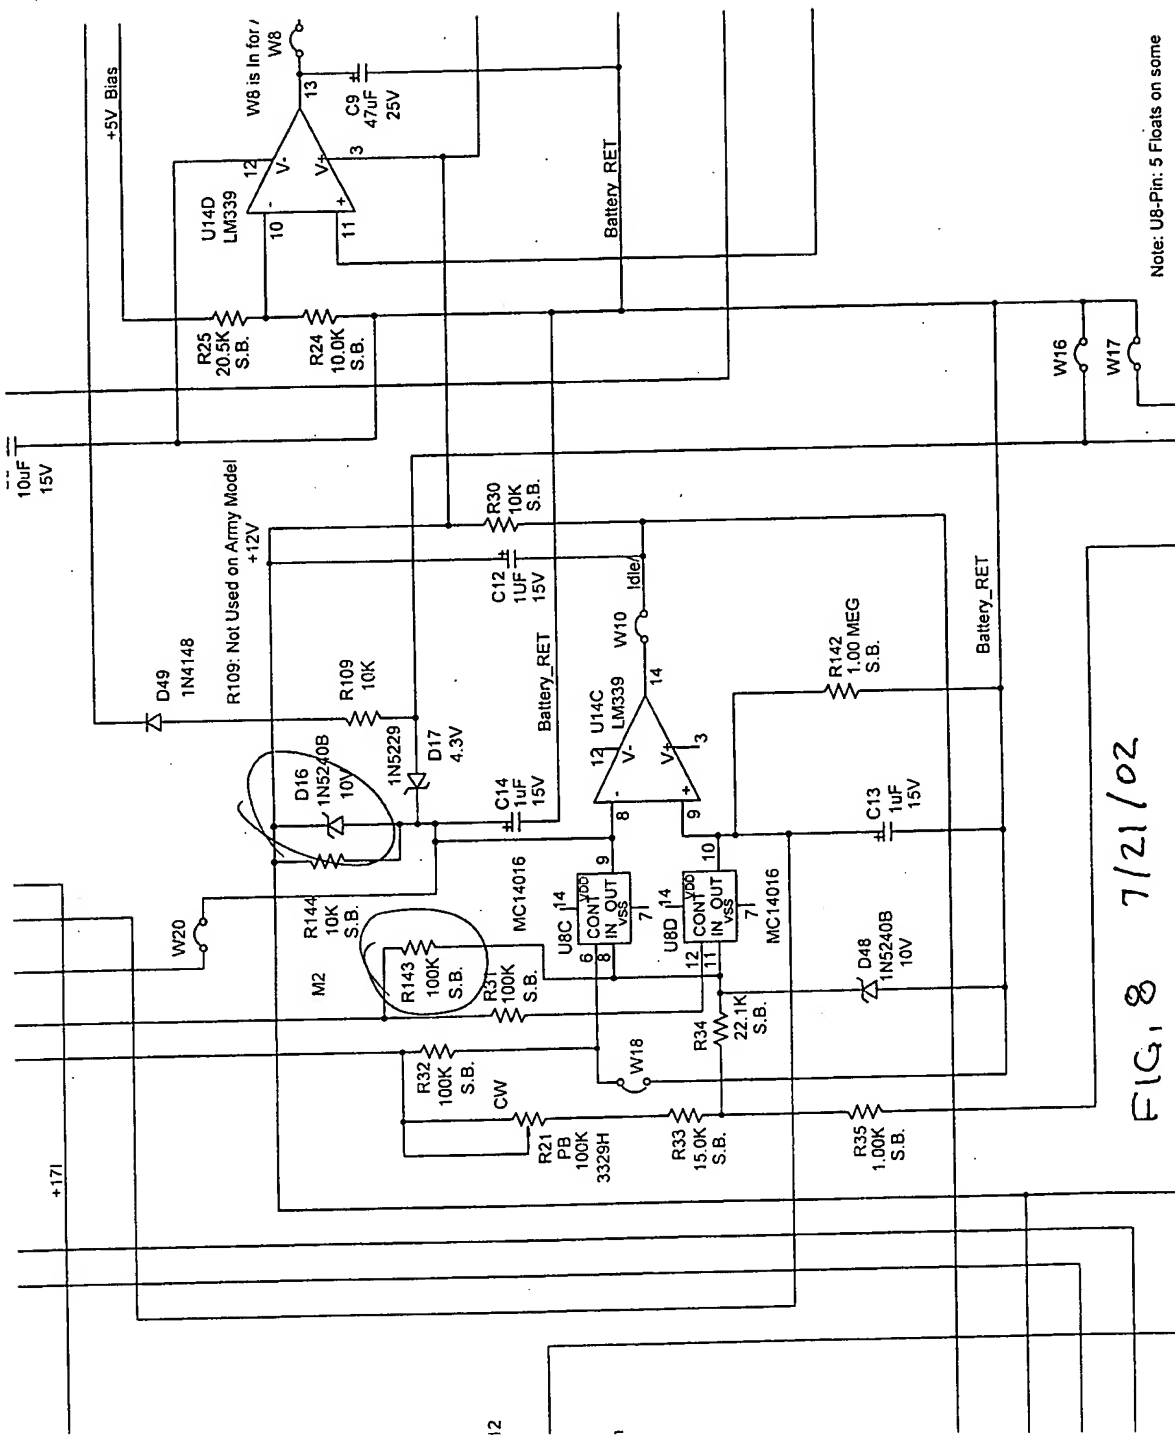 +5V Bias
W8 is In for /
W8
13
C9
47uF
25V
12
V-
V+
3
U14D
LM339
10
-
+
11
Battery_RET
R25
20.5K
S.B.
R24
10.0K
S.B.
10uF
15V
W16
W17
Note: U8-Pin: 5 Floats on some
R109: Not Used on Army Model
+12V
R30
10K
S.B.
C12
1UF
15V
Idle/
D49
1N4148
R109
10K
Battery_RET
W10
14
R142
1.00 MEG
S.B.
Battery_RET
D16
1N5240B
10V
1N5229
D17
4.3V
C14
1uF
15V
U14C
LM339
12
V-
V+
3
8
-
+
9
C13
1uF
15V
W20
R144
10K
S.B.
MC14016
9
14
VDD
CONT
IN OUT
VSS
7
U8C
6
8
10
14
VDD
CONT
IN OUT
VSS
7
U8D
12
11
MC14016
M2
R143
100K
S.B.
R31
100K
S.B.
D48
1N5240B
10V
R34
22.1K
S.B.
R32
100K
S.B.
W18
CW
R21
PB
100K
3329H
R33
15.0K
S.B.
R35
1.00K
S.B.
+17I
FIG. 8 7/21/02